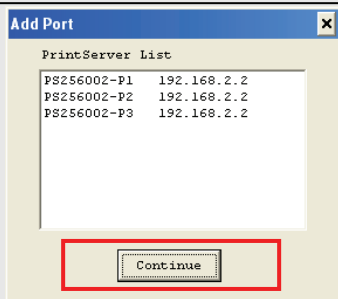 Add Port
PrintServer List
PS256002-P1 192.168.2.2
PS256002-P2 192.168.2.2
PS256002-P3 192.168.2.2
Continue